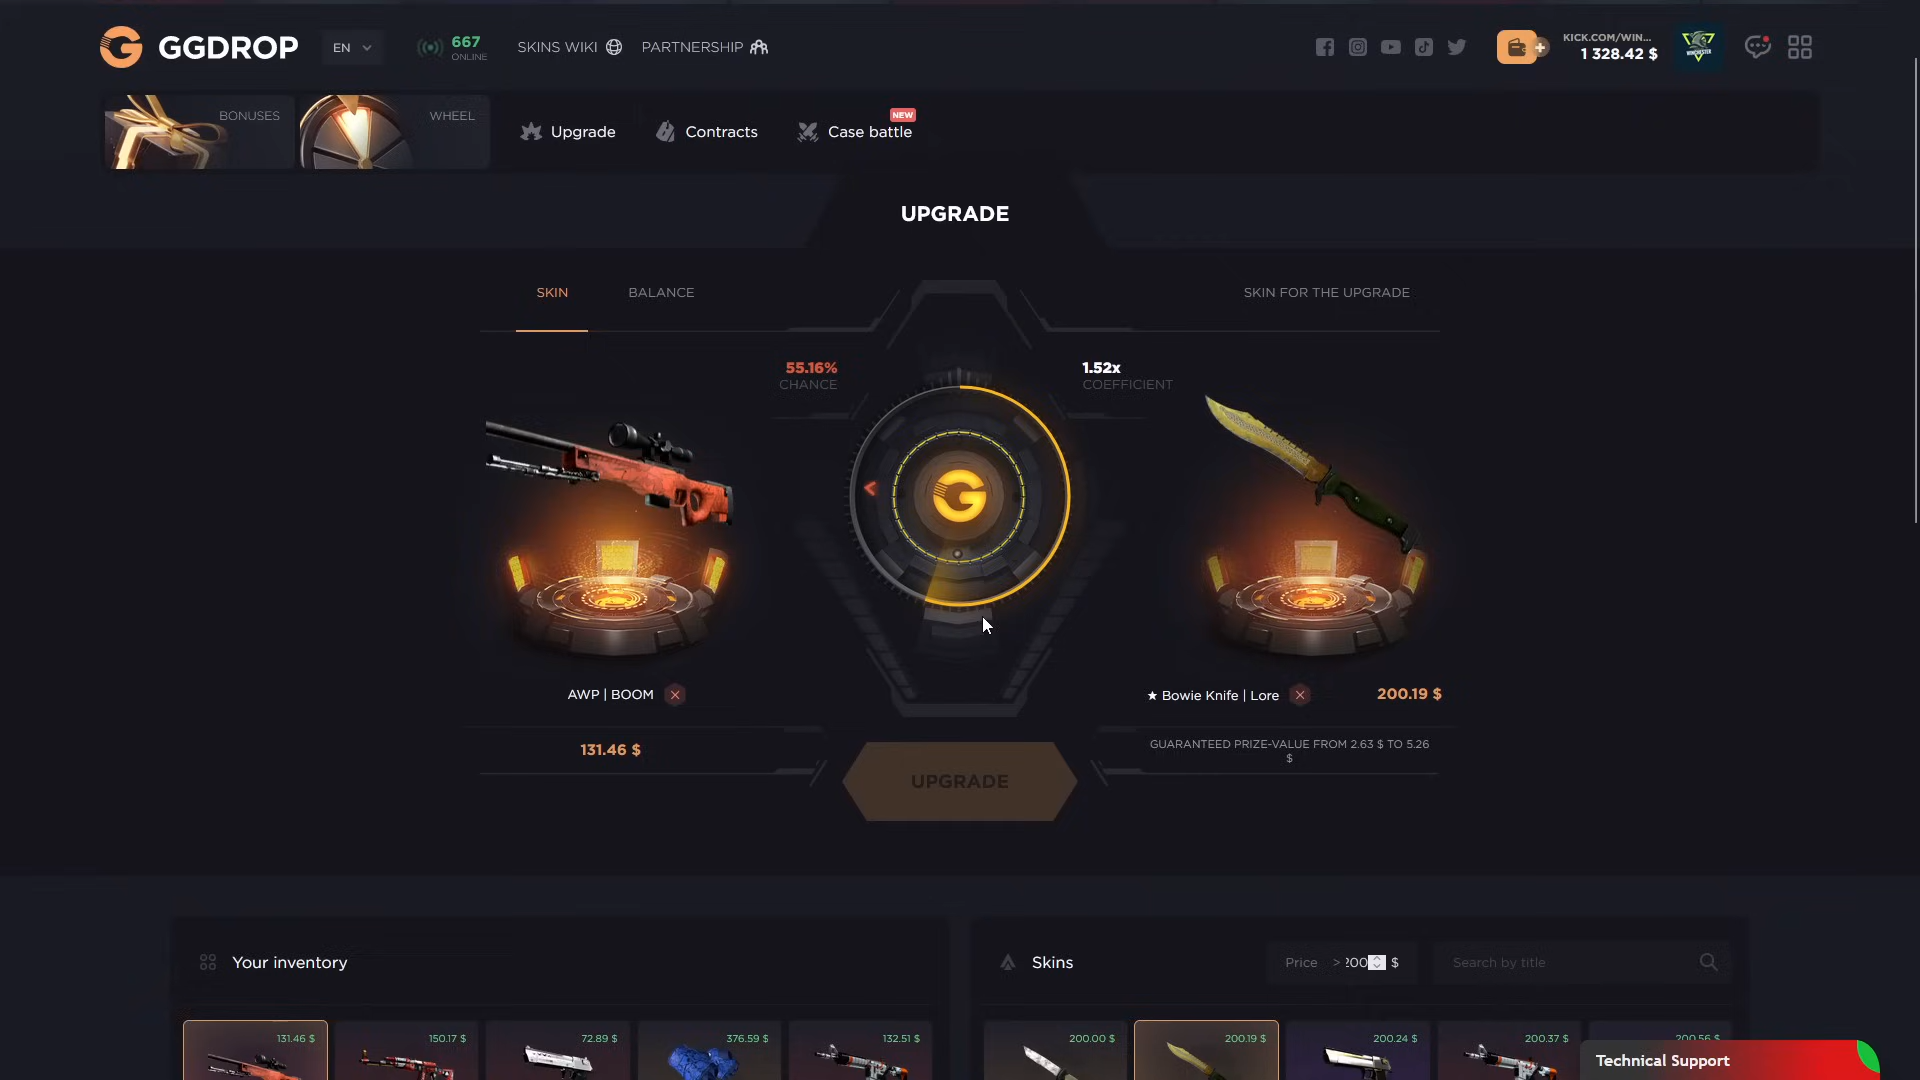 GGDROP
EN
667
ONLINE
SKINS WIKI
PARTNERSHIP
KICK.COM/WIN...
1 328.42 $
BONUSES
WHEEL
Upgrade
Contracts
NEW
Case battle
UPGRADE
SKIN
BALANCE
SKIN FOR THE UPGRADE
55.16%
CHANCE
1.52x
COEFFICIENT
AWP | BOOM
★ Bowie Knife | Lore
200.19 $
131.46 $
GUARANTEED PRIZE-VALUE FROM 2.63 $ TO 5.26
$
UPGRADE
Your inventory
Skins
Price > 200 $
Search by title
131.46 $
150.17 $
72.89 $
376.59 $
132.51 $
200.00 $
200.19 $
200.24 $
200.37 $
200.56 $
Technical Support